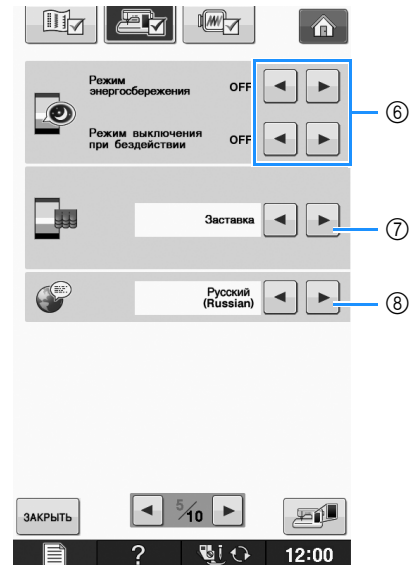 Режим
энергосбережения
OFF
⑥
Режим выключения
при бездействии
OFF
Заставка
⑦
Русский
(Russian)
⑧
ЗАКРЫТЬ
5/10
?
12:00